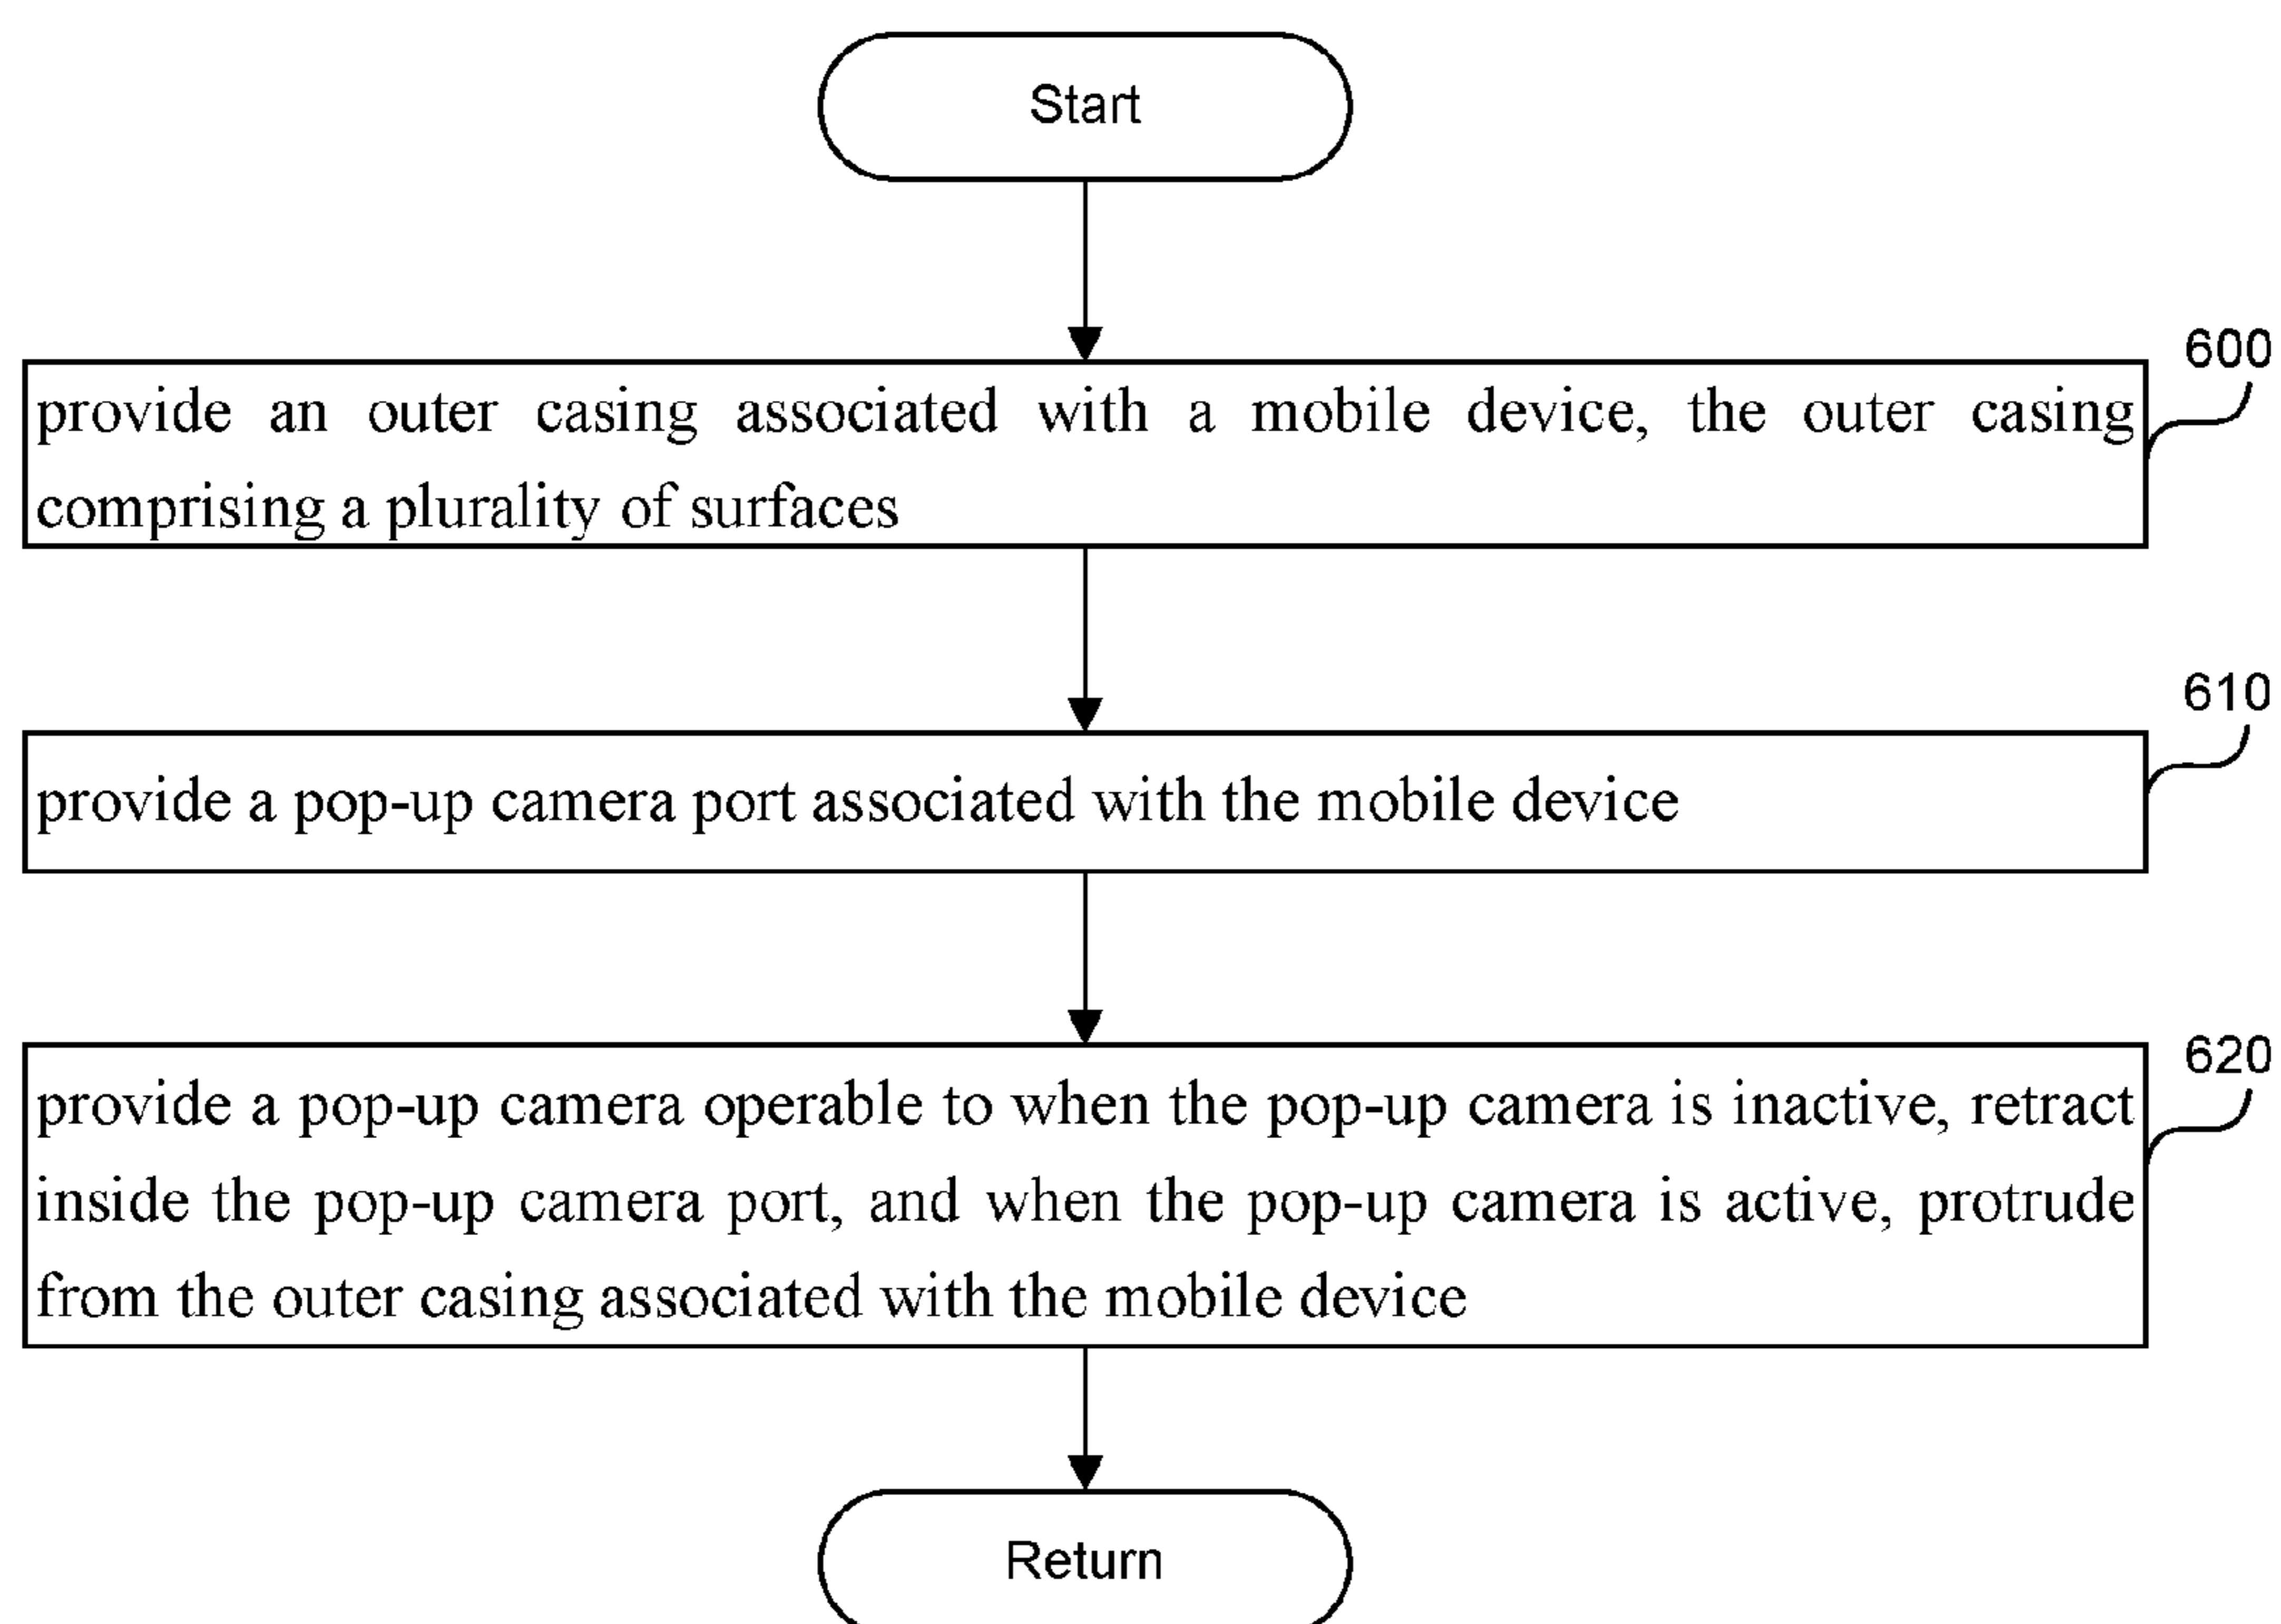 Start
600
provide an outer casing associated with a mobile device, the outer casing
comprising a plurality of surfaces
610
provide a pop-up camera port associated with the mobile device
620
provide a pop-up camera operable to when the pop-up camera is inactive, retract
inside the pop-up camera port, and when the pop-up camera is active, protrude
from the outer casing associated with the mobile device
Return